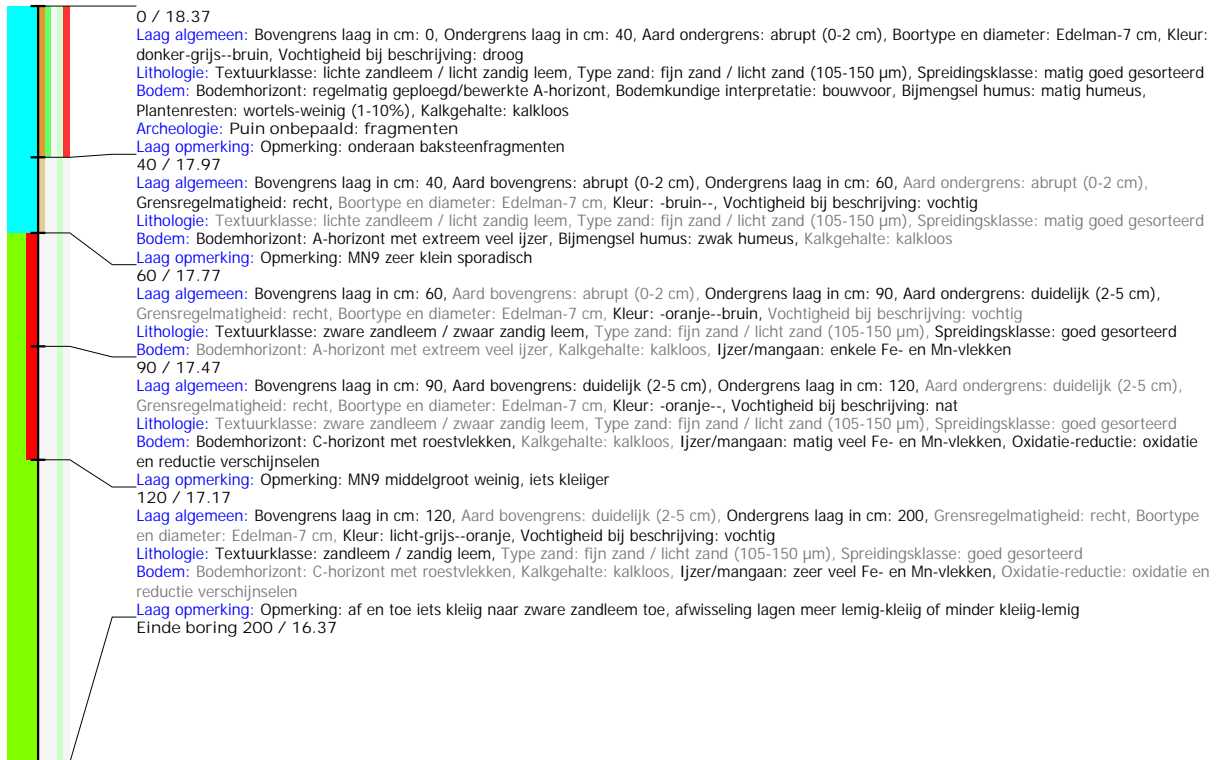 0 / 18.37
Laag algemeen: Bovengrens laag in cm: 0, Ondergrens laag in cm: 40, Aard ondergrens: abrupt (0-2 cm), Boortype en diameter: Edelman-7 cm, Kleur:
donker-grijs--bruin, Vochtigheid bij beschrijving: droog
Lithologie: Textuurklasse: lichte zandleem / licht zandig leem, Type zand: fijn zand / licht zand (105-150 µm), Spreidingsklasse: matig goed gesorteerd
Bodem: Bodemhorizont: regelmatig geploegd/bewerkte A-horizont, Bodemkundige interpretatie: bouwvoor, Bijmengsel humus: matig humeus,
Plantenresten: wortels-weinig (1-10%), Kalkgehalte: kalkloos
Archeologie: Puin onbepaald: fragmenten
Laag opmerking: Opmerking: onderaan baksteenfragmenten
40 / 17.97
Laag algemeen: Bovengrens laag in cm: 40, Aard bovengrens: abrupt (0-2 cm), Ondergrens laag in cm: 60, Aard ondergrens: abrupt (0-2 cm),
Grensregelmatigheid: recht, Boortype en diameter: Edelman-7 cm, Kleur: -bruin--, Vochtigheid bij beschrijving: vochtig
Lithologie: Textuurklasse: lichte zandleem / licht zandig leem, Type zand: fijn zand / licht zand (105-150 µm), Spreidingsklasse: matig goed gesorteerd
Bodem: Bodemhorizont: A-horizont met extreem veel ijzer, Bijmengsel humus: zwak humeus, Kalkgehalte: kalkloos
Laag opmerking: Opmerking: MN9 zeer klein sporadisch
60 / 17.77
Laag algemeen: Bovengrens laag in cm: 60, Aard bovengrens: abrupt (0-2 cm), Ondergrens laag in cm: 90, Aard ondergrens: duidelijk (2-5 cm),
Grensregelmatigheid: recht, Boortype en diameter: Edelman-7 cm, Kleur: -oranje--bruin, Vochtigheid bij beschrijving: vochtig
Lithologie: Textuurklasse: zware zandleem / zwaar zandig leem, Type zand: fijn zand / licht zand (105-150 µm), Spreidingsklasse: goed gesorteerd
Bodem: Bodemhorizont: A-horizont met extreem veel ijzer, Kalkgehalte: kalkloos, Ijzer/mangaan: enkele Fe- en Mn-vlekken
90 / 17.47
Laag algemeen: Bovengrens laag in cm: 90, Aard bovengrens: duidelijk (2-5 cm), Ondergrens laag in cm: 120, Aard ondergrens: duidelijk (2-5 cm),
Grensregelmatigheid: recht, Boortype en diameter: Edelman-7 cm, Kleur: -oranje--, Vochtigheid bij beschrijving: nat
Lithologie: Textuurklasse: zware zandleem / zwaar zandig leem, Type zand: fijn zand / licht zand (105-150 µm), Spreidingsklasse: goed gesorteerd
Bodem: Bodemhorizont: C-horizont met roestvlekken, Kalkgehalte: kalkloos, Ijzer/mangaan: matig veel Fe- en Mn-vlekken, Oxidatie-reductie: oxidatie
en reductie verschijnselen
Laag opmerking: Opmerking: MN9 middelgroot weinig, iets kleiiger
120 / 17.17
Laag algemeen: Bovengrens laag in cm: 120, Aard bovengrens: duidelijk (2-5 cm), Ondergrens laag in cm: 200, Grensregelmatigheid: recht, Boortype
en diameter: Edelman-7 cm, Kleur: licht-grijs--oranje, Vochtigheid bij beschrijving: vochtig
Lithologie: Textuurklasse: zandleem / zandig leem, Type zand: fijn zand / licht zand (105-150 µm), Spreidingsklasse: goed gesorteerd
Bodem: Bodemhorizont: C-horizont met roestvlekken, Kalkgehalte: kalkloos, Ijzer/mangaan: zeer veel Fe- en Mn-vlekken, Oxidatie-reductie: oxidatie en
reductie verschijnselen
Laag opmerking: Opmerking: af en toe iets kleiig naar zware zandleem toe, afwisseling lagen meer lemig-kleiig of minder kleiig-lemig
Einde boring 200 / 16.37